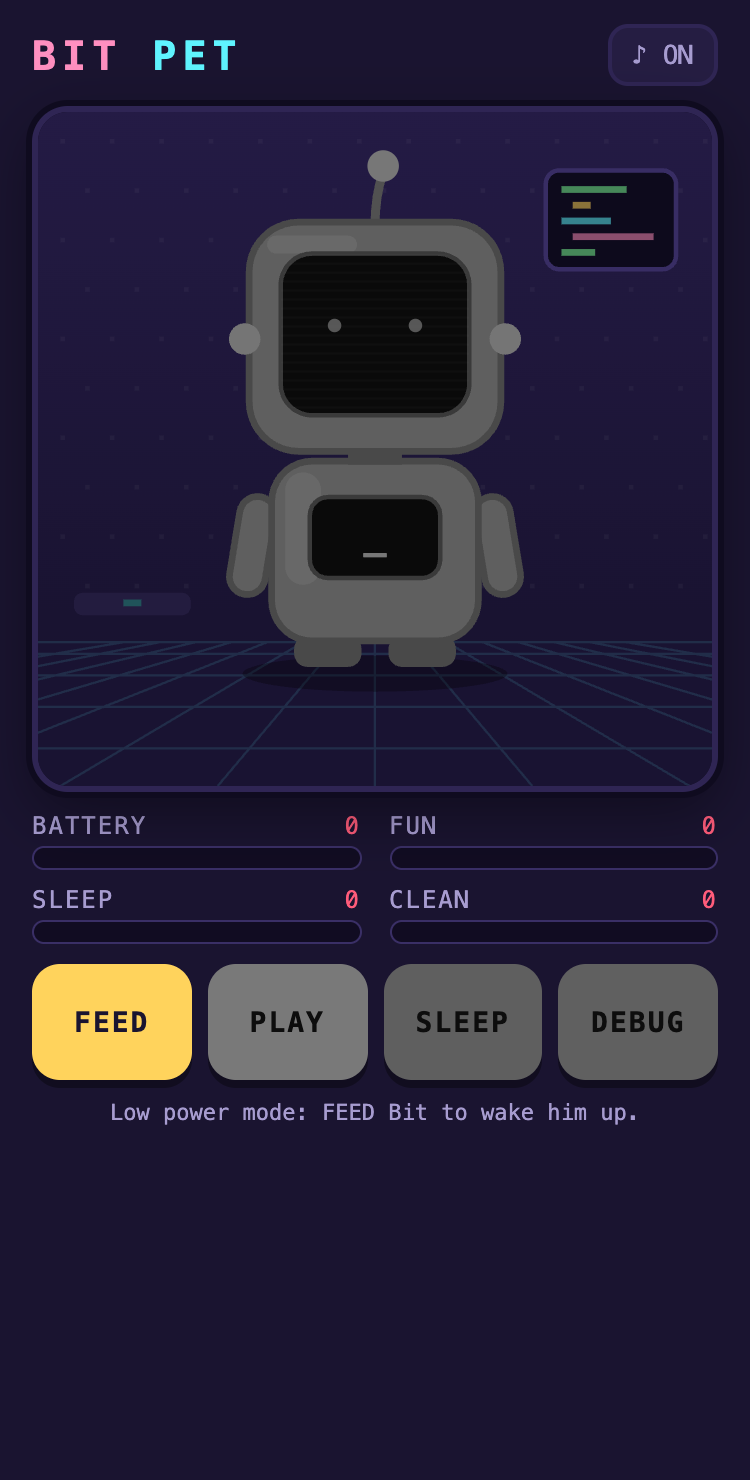 BIT PET
♪ ON
BATTERY 0 FUN 0
SLEEP 0 CLEAN 0
FEED PLAY SLEEP DEBUG
Low power mode: FEED Bit to wake him up.